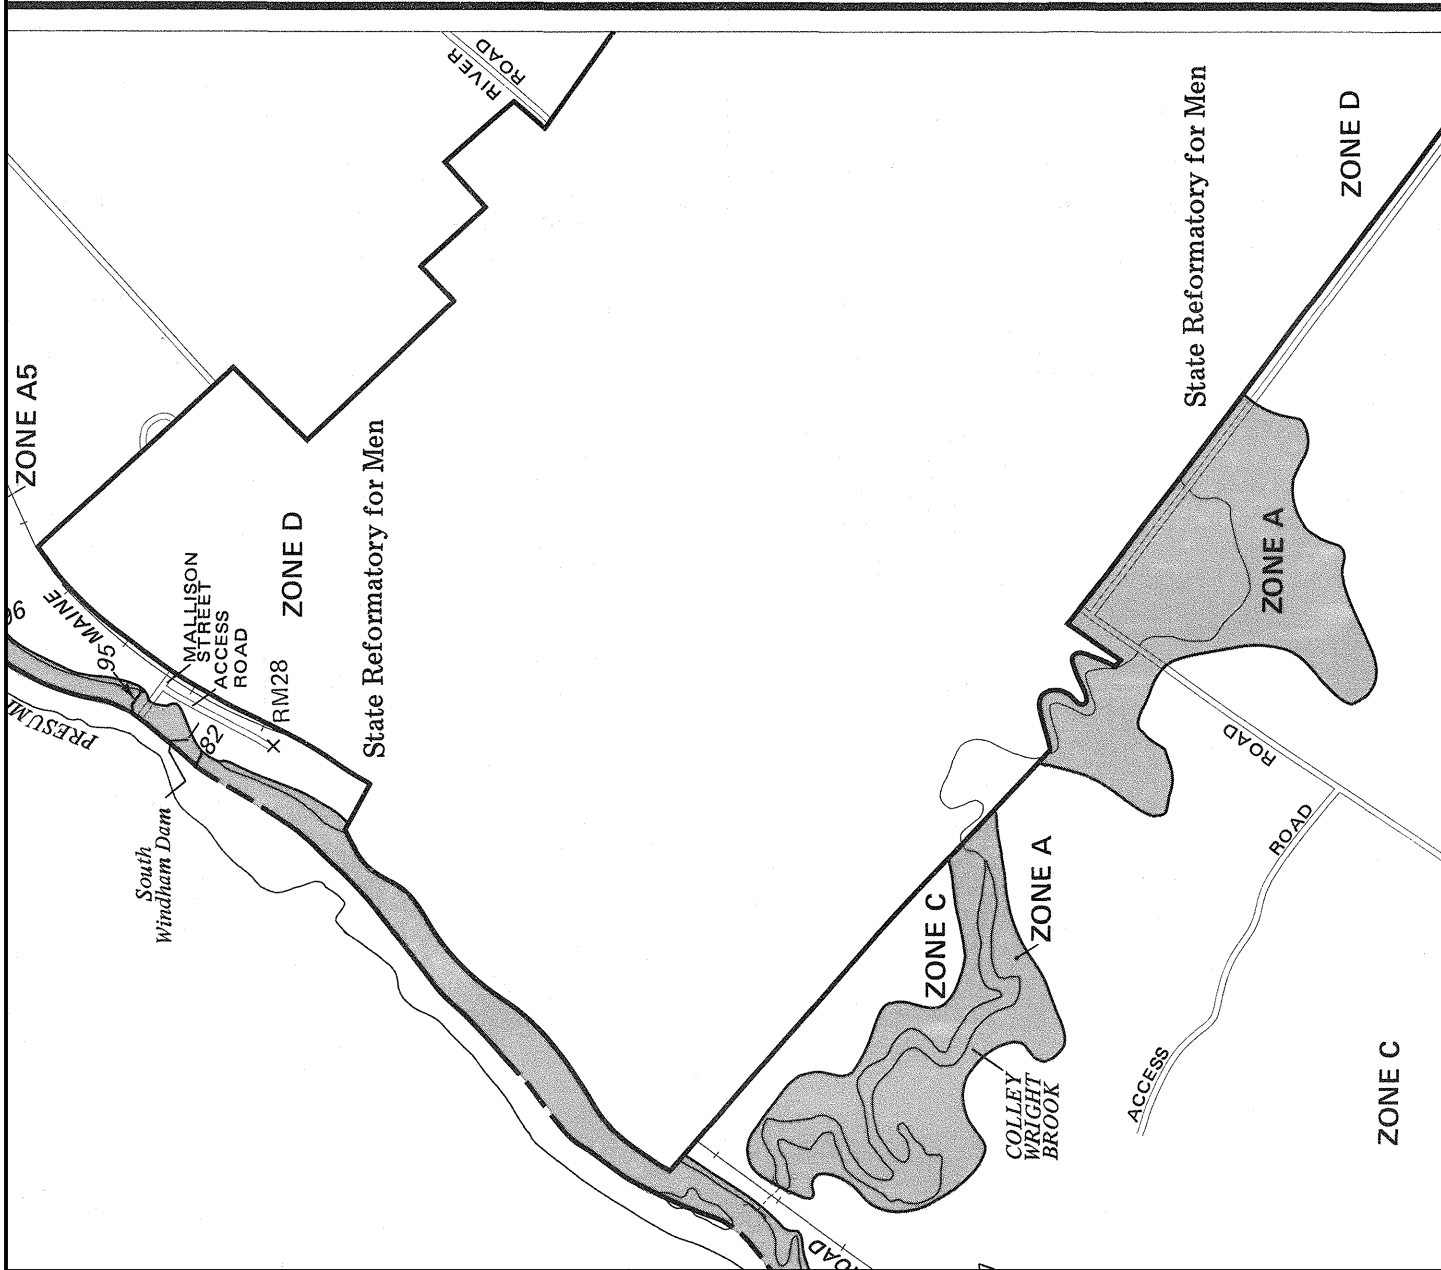 RIVER
ROAD
State Reformatory for Men
ZONE D
ZONE A5
State Reformatory for Men
ZONE D
MAINE
MALLISON
STREET
ACCESS
ROAD
RM28
95
82
South
Windham Dam
ZONE A
ROAD
ROAD
ACCESS
ZONE C
ZONE A
COLLEY
WRIGHT
BROOK
ZONE C